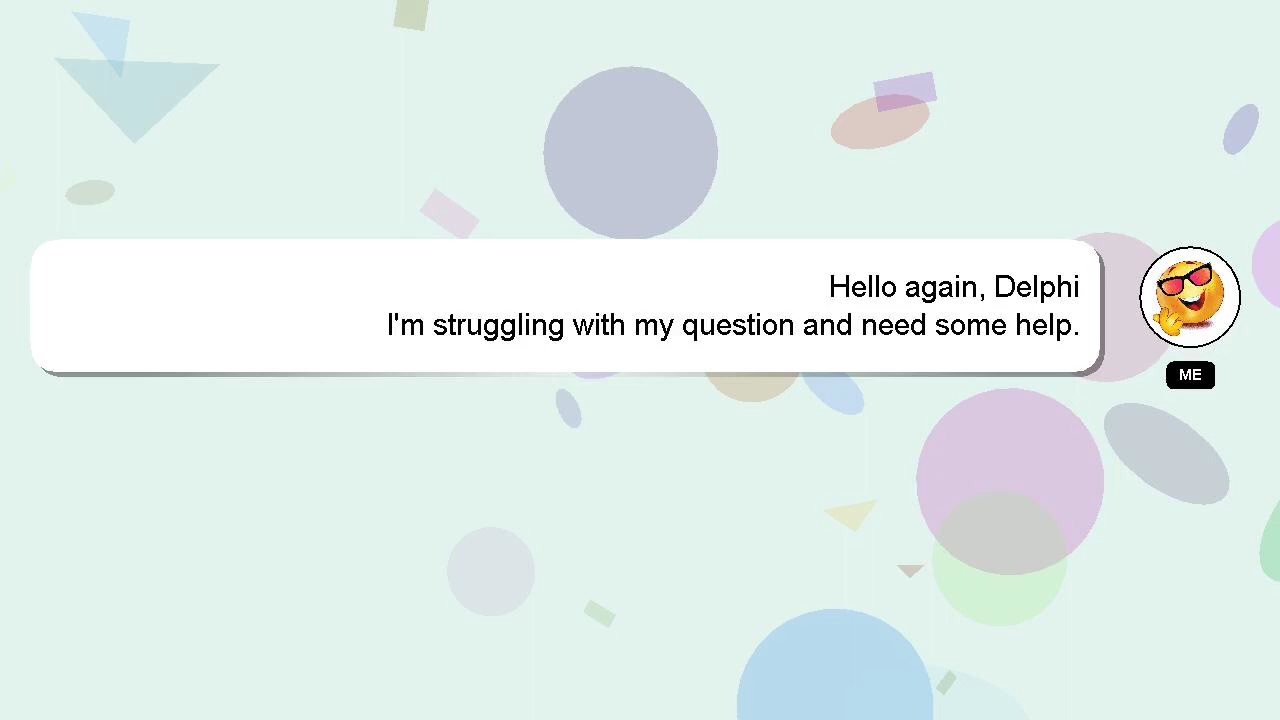 Hello again, Delphi
I'm struggling with my question and need some help.
ME